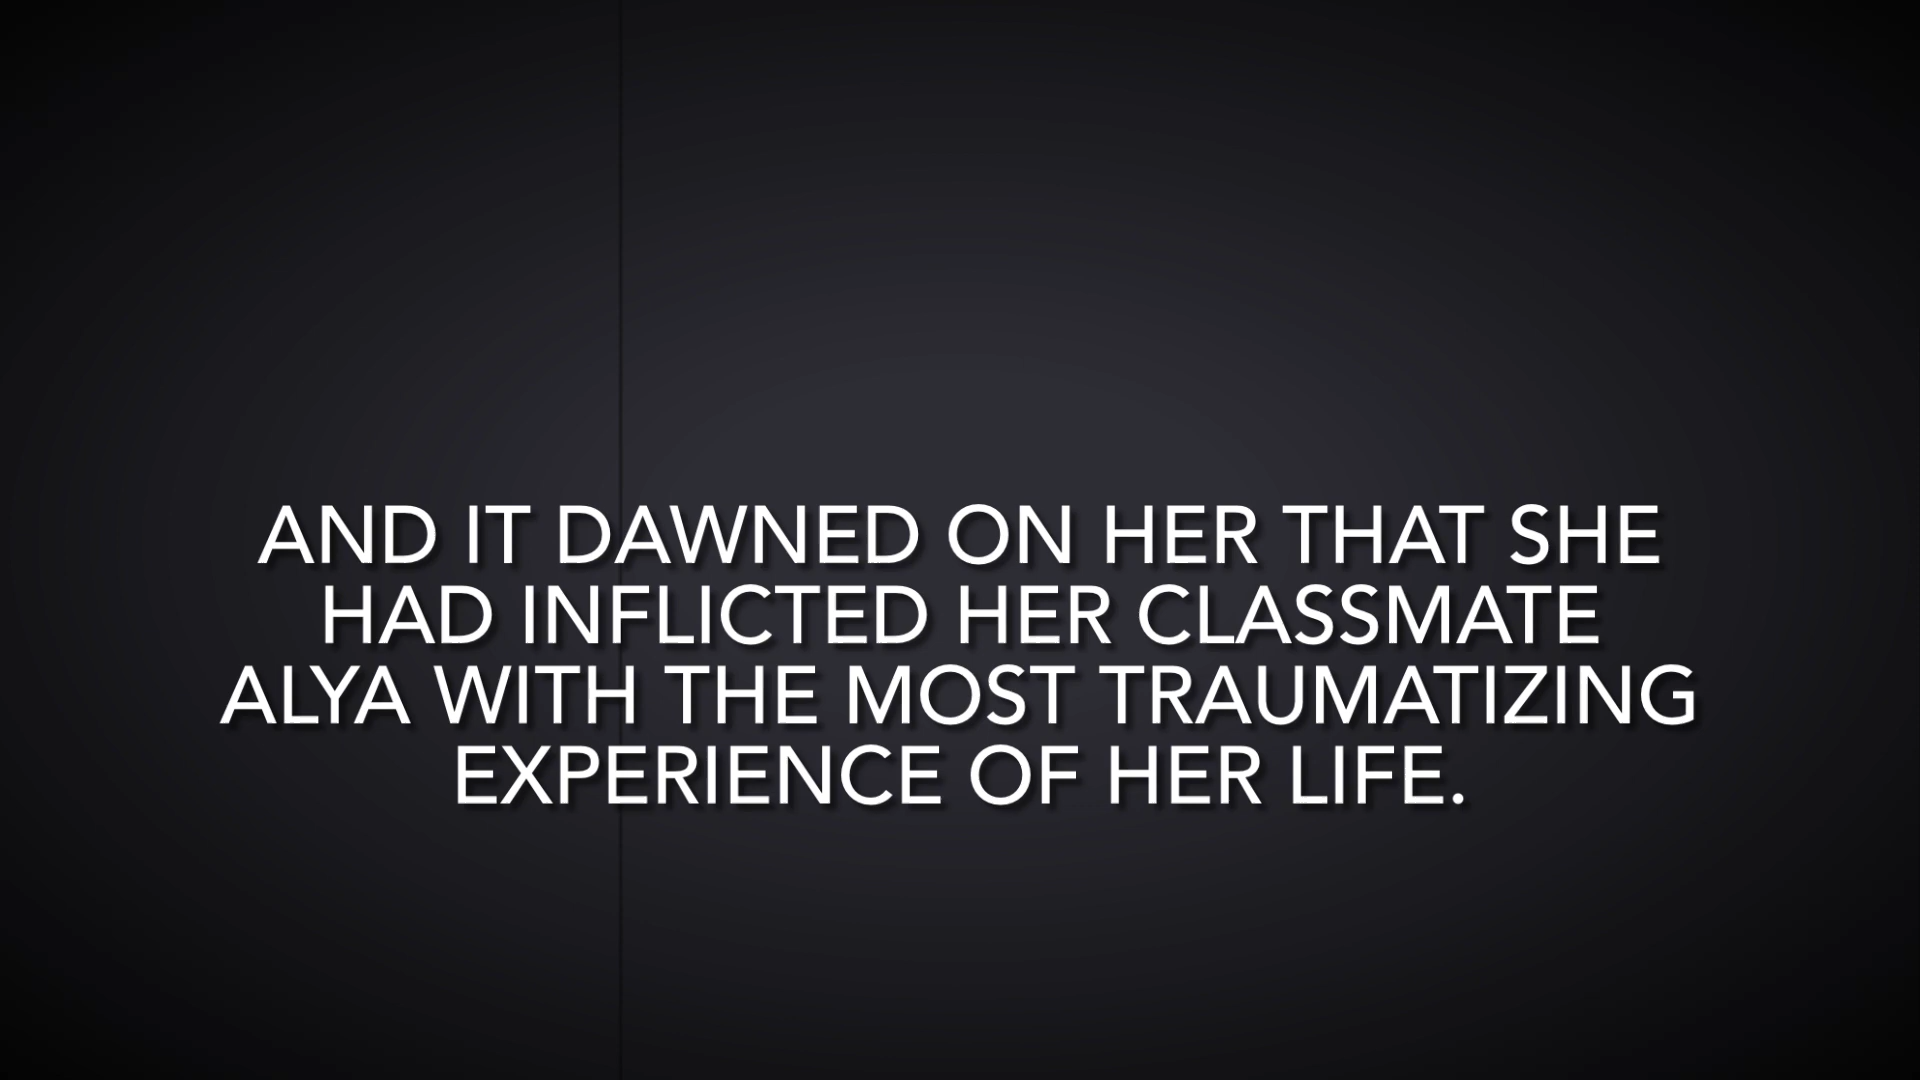 AND IT DAWNED ON HER THAT SHE
HAD INFLICTED HER CLASSMATE
ALYA WITH THE MOST TRAUMATIZING
EXPERIENCE OF HER LIFE.